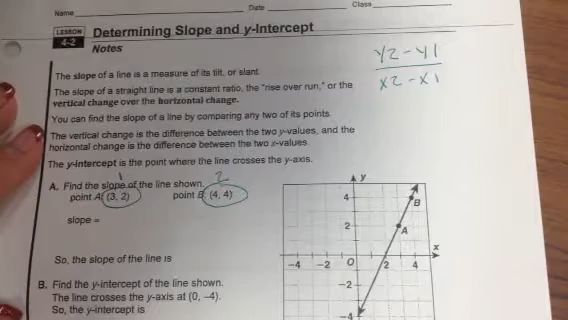 Name Date Class
LESSON
4-2
Determining Slope and y-Intercept
Notes
y2 - y1
x2 - x1
The slope of a line is a measure of its tilt, or slant.
The slope of a straight line is a constant ratio, the "rise over run," or the
vertical change over the horizontal change.
You can find the slope of a line by comparing any two of its points.
The vertical change is the difference between the two y-values, and the
horizontal change is the difference between the two x-values.
The y-intercept is the point where the line crosses the y-axis.
1 2
A. Find the slope of the line shown.
point A: (3, 2) point B: (4, 4)
slope =
So, the slope of the line is
B. Find the y-intercept of the line shown.
The line crosses the y-axis at (0, -4).
So, the y-intercept is
y
4 B
2 A
x
-4 -2 O 2 4
-2
-4